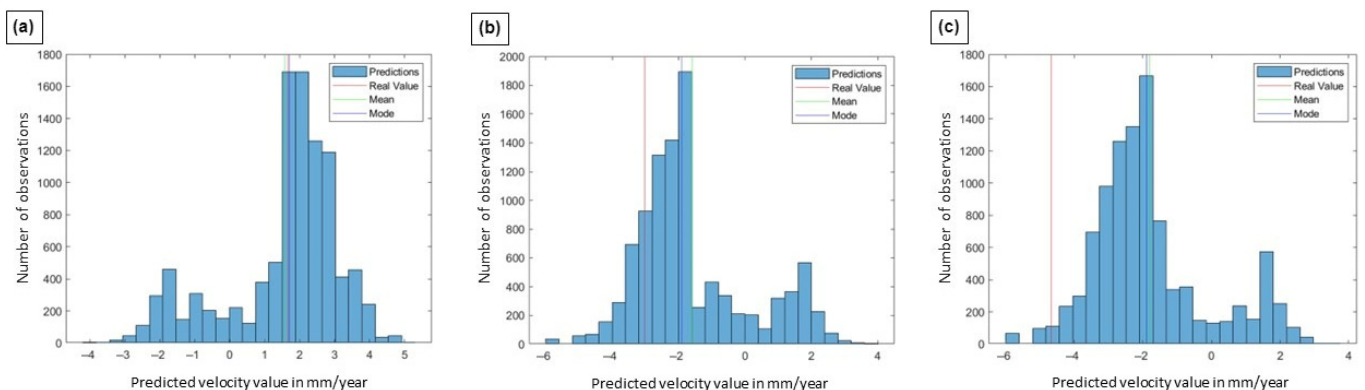 (a)
1800
1600
1400
1200
1000
800
600
400
200
0
Number of observations
Predictions
Real Value
Mean
Mode
−4 −3 −2 −1 0 1 2 3 4 5
Predicted velocity value in mm/year
(b)
2000
1800
1600
1400
1200
1000
800
600
400
200
0
Number of observations
Predictions
Real Value
Mean
Mode
−6 −4 −2 0 2 4
Predicted velocity value in mm/year
(c)
1800
1600
1400
1200
1000
800
600
400
200
0
Number of observations
Predictions
Real Value
Mean
Mode
−6 −4 −2 0 2 4
Predicted velocity value in mm/year